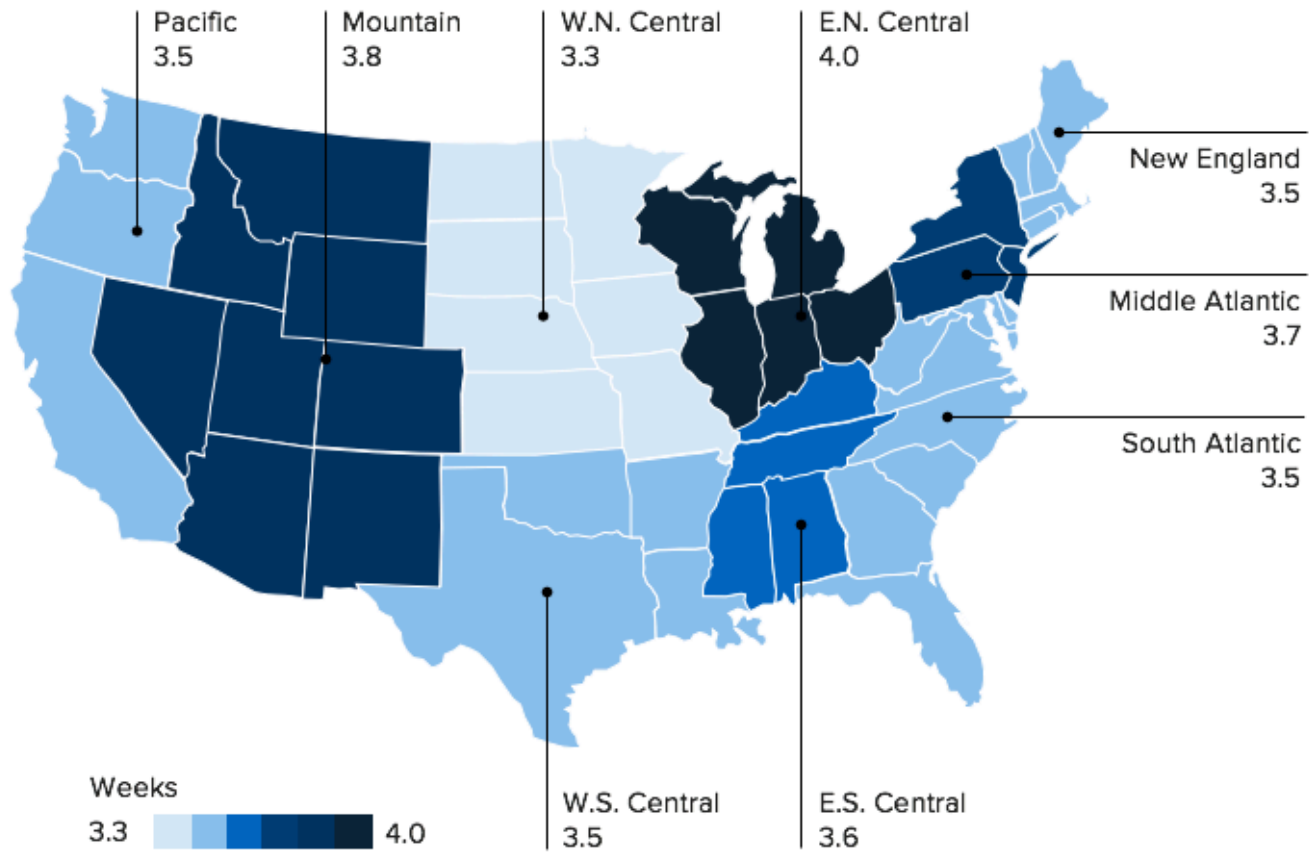 Pacific
3.5
Mountain
3.8
W.N. Central
3.3
E.N. Central
4.0
New England
3.5
Middle Atlantic
3.7
South Atlantic
3.5
Weeks
3.3
4.0
W.S. Central
3.5
E.S. Central
3.6